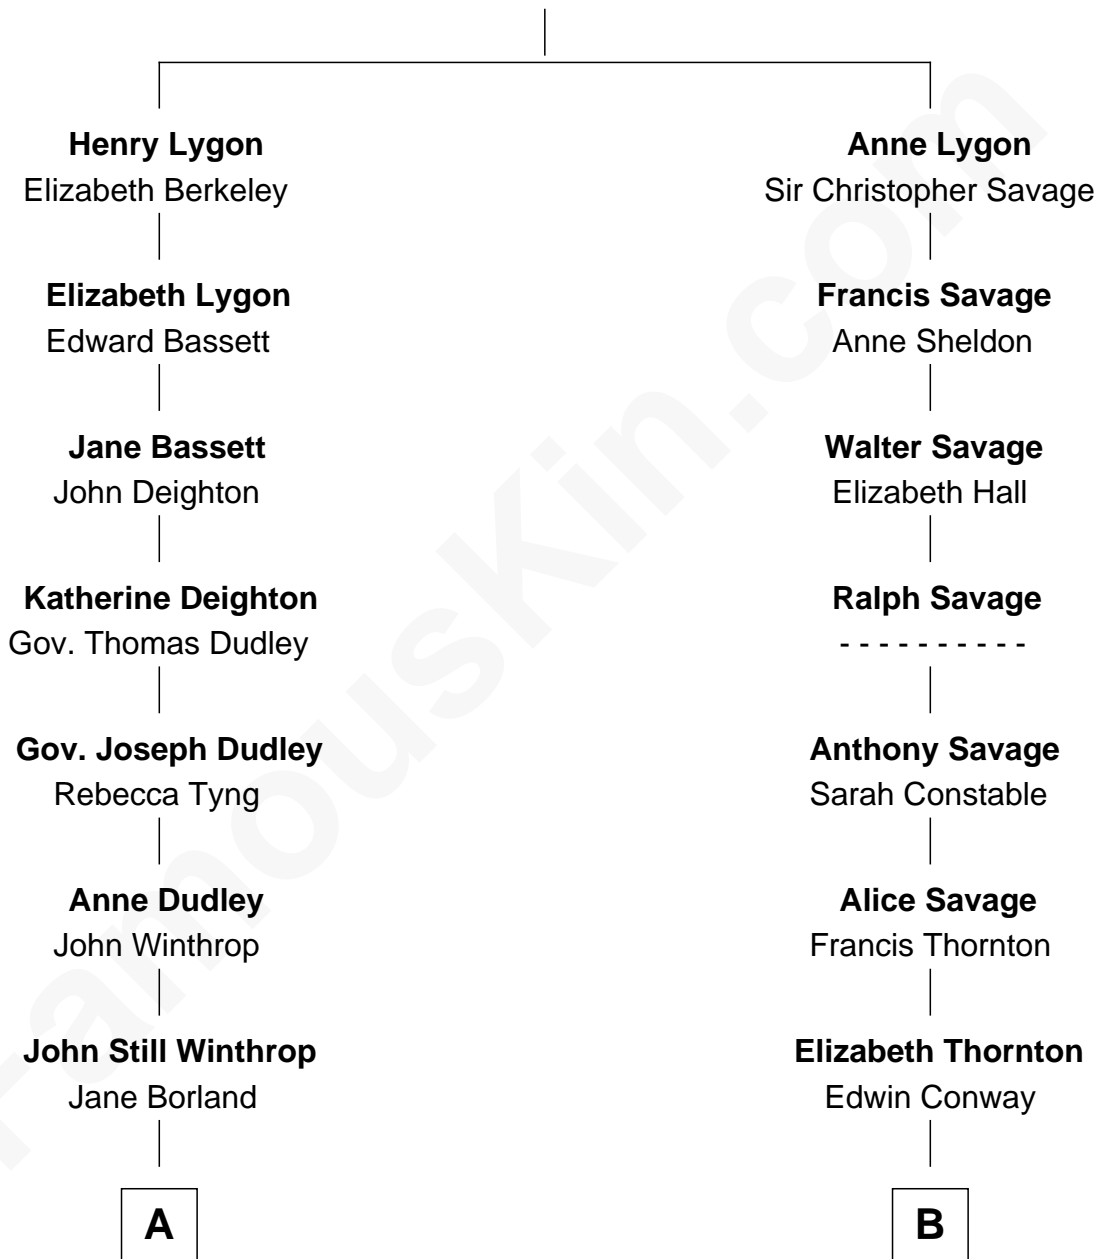 Henry Lygon
Elizabeth Berkeley
Elizabeth Lygon
Edward Bassett
Jane Bassett
John Deighton
Katherine Deighton
Gov. Thomas Dudley
Gov. Joseph Dudley
Rebecca Tyng
Anne Dudley
John Winthrop
John Still Winthrop
Jane Borland
A
Anne Lygon
Sir Christopher Savage
Francis Savage
Anne Sheldon
Walter Savage
Elizabeth Hall
Ralph Savage
- - - - - - - - - -
Anthony Savage
Sarah Constable
Alice Savage
Francis Thornton
Elizabeth Thornton
Edwin Conway
B
FamousKin.com